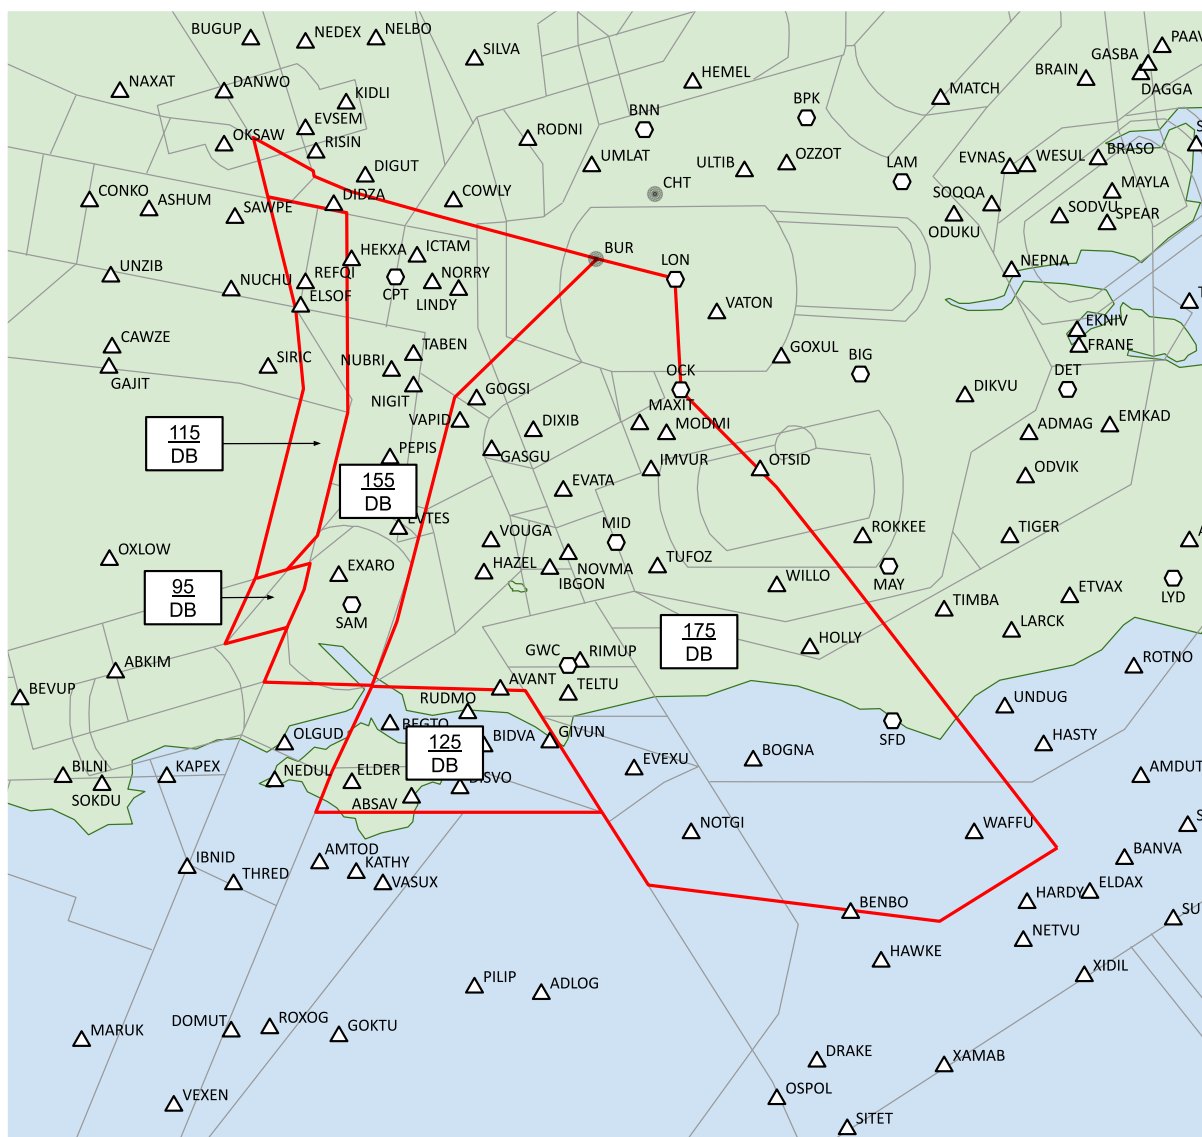 BUGUP
NEDEX
NELBO
SILVA
PAAV
GASBA
BRAIN
DAGGA
NAXAT
DANWO
KIDLI
HEMEL
MATCH
BPK
BNN
EVSEM
OKSAW
RISIN
RODNI
S
DIGUT
UMLAT
ULTIB
OZZOT
LAM
EVNAS
WESUL
BRASO
CONKO
ASHUM
SAWPE
DIDZA
COWLY
CHT
SOQQA
ODUKU
SODVU
MAYLA
SPEAR
HEKXA
ICTAM
BUR
LON
NEPNA
UNZIB
NUCHU
REFQI
ELSOF
CPT
NORRY
LINDY
VATON
T
CAWZE
GAJIT
SIRIC
NUBRI
TABEN
NIGIT
GOXUL
BIG
EKNIV
FRANE
OCK
DET
VAPID
GOGSI
DIXIB
MAXIT
MODMI
DIKVU
ADMAG
EMKAD
115
DB
PEPIS
GASGU
IMVUR
OTSID
ODVIK
155
DB
EVATA
EVTES
VOUGA
MID
ROKKEE
TIGER
A
OXLOW
EXARO
HAZEL
IBGON
NOVMA
TUFOZ
WILLO
MAY
ETVAX
LYD
95
DB
SAM
TIMBA
LARCK
175
DB
HOLLY
ABKIM
GWC
RIMUP
ROTNO
BEVUP
AVANT
TELTU
RUDMO
UNDUG
BEGTO
OLGUD
125
DB
BIDVA
GIVUN
SFD
HASTY
BILNI
SOKDU
KAPEX
NEDUL
ELDER
ABSAV
DISVO
EVEXU
BOGNA
AMDUT
NOTGI
WAFFU
S
IBNID
THRED
AMTOD
KATHY
VASUX
BANVA
BENBO
HARDY
ELDAX
SU
NETVU
HAWKE
XIDIL
PILIP
ADLOG
MARUK
DOMUT
ROXOG
GOKTU
DRAKE
XAMAB
VEXEN
OSPOL
SITET